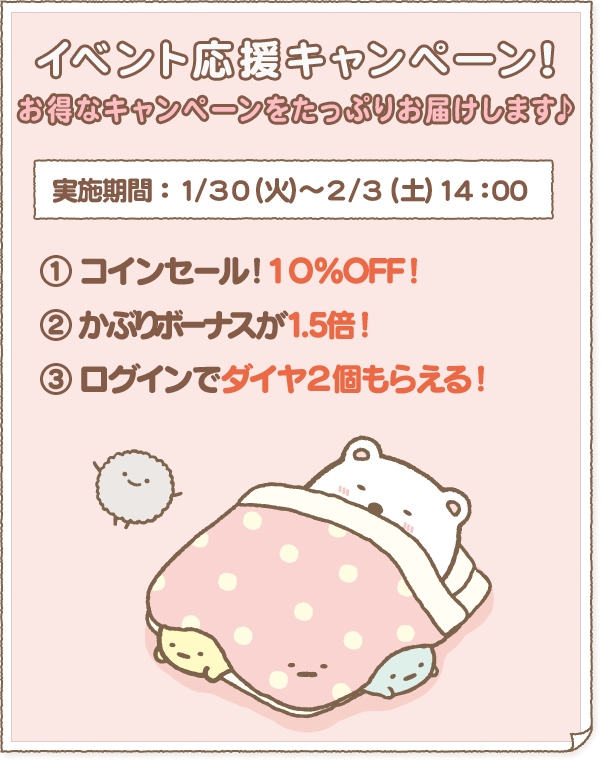 イベント応援キャンペーン!
お得なキャンペーンをたっぷりお届けします♪
実施期間：1/30(火)～2/3(土)14:00
① コインセール！10%OFF！
② かぶりボーナスが1.5倍！
③ ログインでダイヤ2個もらえる！